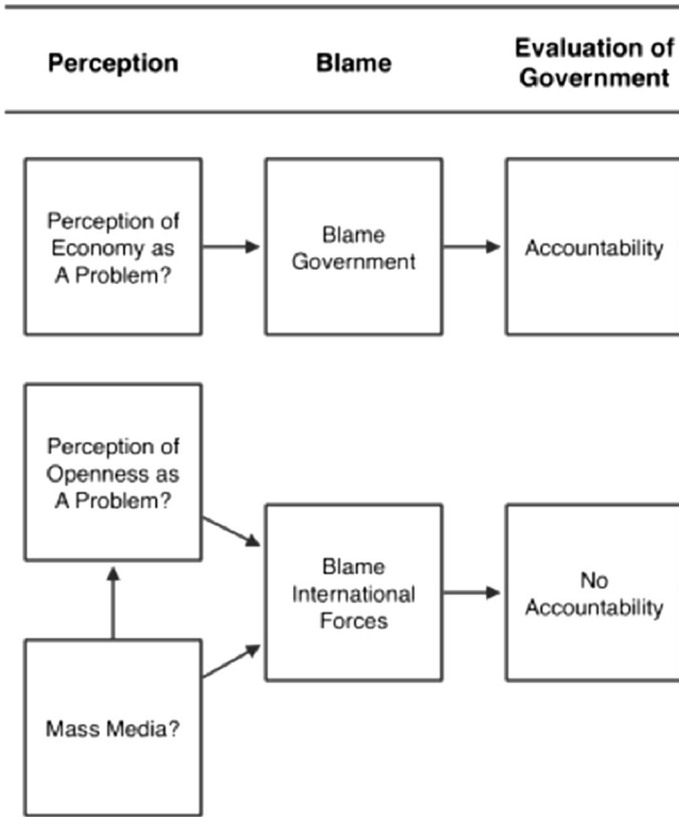 Perception
Blame
Evaluation of
Government
Perception of
Economy as
A Problem?
Blame
Government
Accountability
Perception of
Openness as
A Problem?
Blame
International
Forces
No
Accountability
Mass Media?